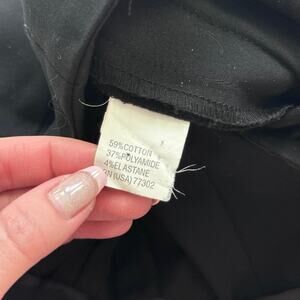 59%COTTON
37%POLYAMIDE
4%ELASTANE
RN (USA) 77302